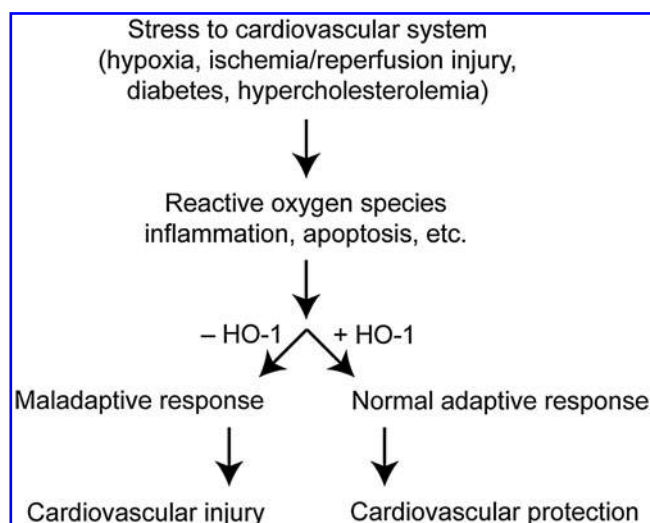 Stress to cardiovascular system
(hypoxia, ischemia/reperfusion injury,
diabetes, hypercholesterolemia)
Reactive oxygen species
inflammation, apoptosis, etc.
– HO-1 + HO-1
Maladaptive response Normal adaptive response
Cardiovascular injury Cardiovascular protection